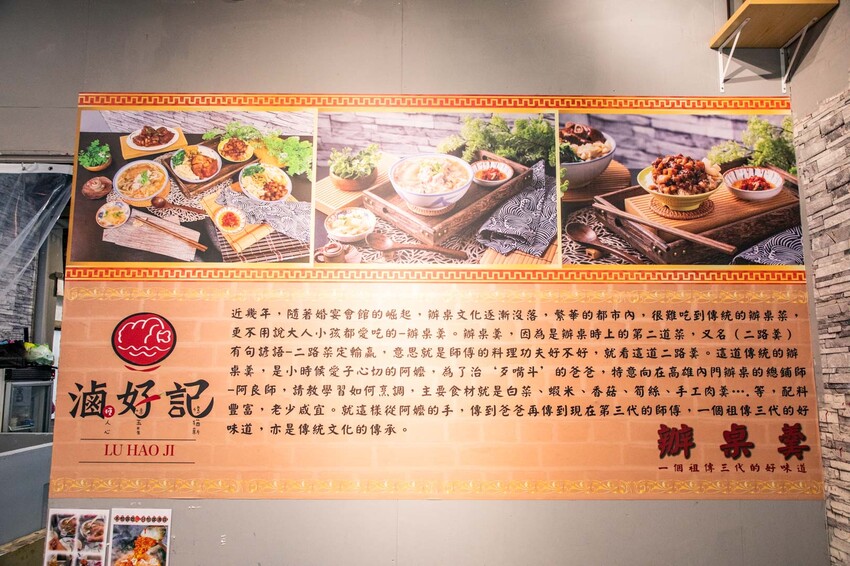 近幾年，隨著婚宴會館的崛起，辦桌文化逐漸沒落，繁華的都市內，很難吃到傳統的辦桌菜，
更不用說大人小孩都愛吃的-辦桌羹。辦桌羹，因為是辦桌時上的第二道菜，又名（二路羹）
有句諺語-二路菜定輸贏，意思就是師傅的料理功夫好不好，就看這道二路羹。這道傳統的辦
桌羹，是小時候愛子心切的阿嬤，為了治‘歹嘴斗’的爸爸，特意向在高雄內門辦桌的總鋪師
-阿良師，請教學習如何烹調，主要食材就是白菜、蝦米、香菇、筍絲、手工肉羹….等，配料
豐富，老少咸宜。就這樣從阿嬤的手，傳到爸爸再傳到現在第三代的師傅，一個祖傳三代的好
味道，亦是傳統文化的傳承。
滷好記
LU HAO JI
辦桌羹
一個祖傳三代的好味道